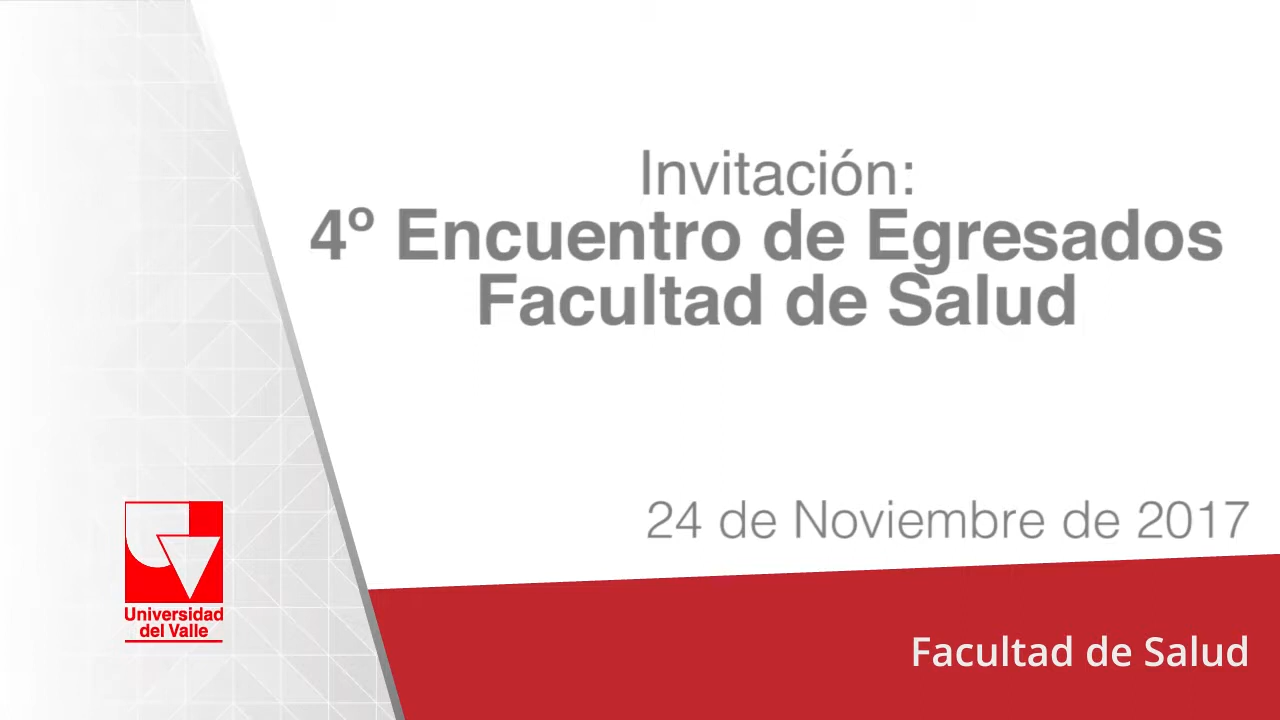 Invitación:
4º Encuentro de Egresados
Facultad de Salud
24 de Noviembre de 2017
Universidad
del Valle
Facultad de Salud